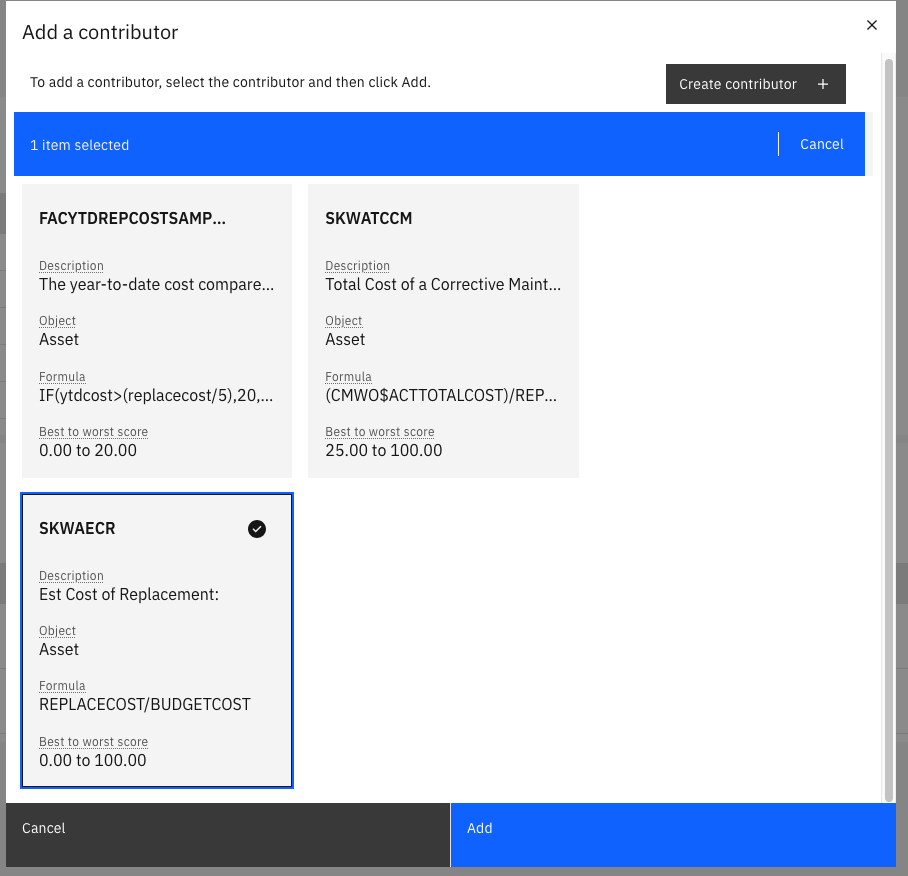 Add a contributor
To add a contributor, select the contributor and then click Add.
Create contributor
1 item selected
Cancel
FACYTDREPCOSTSAMP...
Description
The year-to-date cost compare...
Object
Asset
Formula
IF(ytdcost>(replacecost/5),20,...
Best to worst score
0.00 to 20.00
SKWATCCM
Description
Total Cost of a Corrective Maint...
Object
Asset
Formula
(CMWO$ACTTOTALCOST)/REP...
Best to worst score
25.00 to 100.00
SKWAECR
Description
Est Cost of Replacement:
Object
Asset
Formula
REPLACECOST/BUDGETCOST
Best to worst score
0.00 to 100.00
Cancel
Add